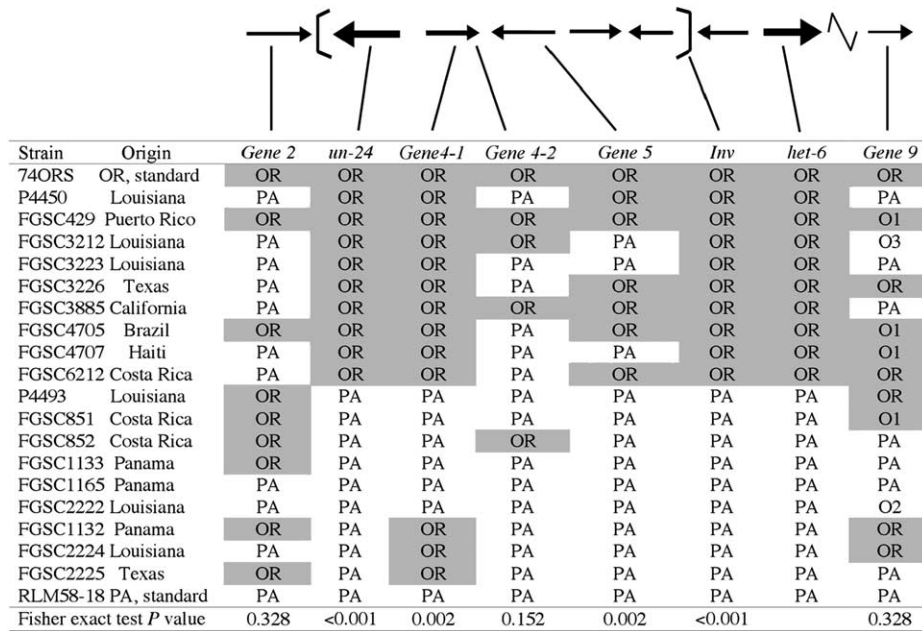 Strain Origin Gene 2 un-24 Gene4-1 Gene 4-2 Gene 5 Inv het-6 Gene 9
74ORS OR, standard OR OR OR OR OR OR OR OR
P4450 Louisiana PA OR OR PA OR OR OR PA
FGSC429 Puerto Rico OR OR OR OR OR OR OR O1
FGSC3212 Louisiana PA OR OR OR PA OR OR O3
FGSC3223 Louisiana PA OR OR PA PA OR OR PA
FGSC3226 Texas PA OR OR PA OR OR OR OR
FGSC3885 California PA OR OR OR OR OR OR PA
FGSC4705 Brazil OR OR OR PA OR OR OR O1
FGSC4707 Haiti PA OR OR PA PA OR OR O1
FGSC6212 Costa Rica PA OR OR PA OR OR OR OR
P4493 Louisiana OR PA PA PA PA PA PA OR
FGSC851 Costa Rica OR PA PA PA PA PA PA O1
FGSC852 Costa Rica OR PA PA OR PA PA PA PA
FGSC1133 Panama OR PA PA PA PA PA PA PA
FGSC1165 Panama PA PA PA PA PA PA PA PA
FGSC2222 Louisiana PA PA PA PA PA PA PA O2
FGSC1132 Panama OR PA OR PA PA PA PA OR
FGSC2224 Louisiana PA PA OR PA PA PA PA OR
FGSC2225 Texas OR PA OR PA PA PA PA PA
RLM58-18 PA, standard PA PA PA PA PA PA PA PA
Fisher exact test P value 0.328 <0.001 0.002 0.152 0.002 <0.001 0.328